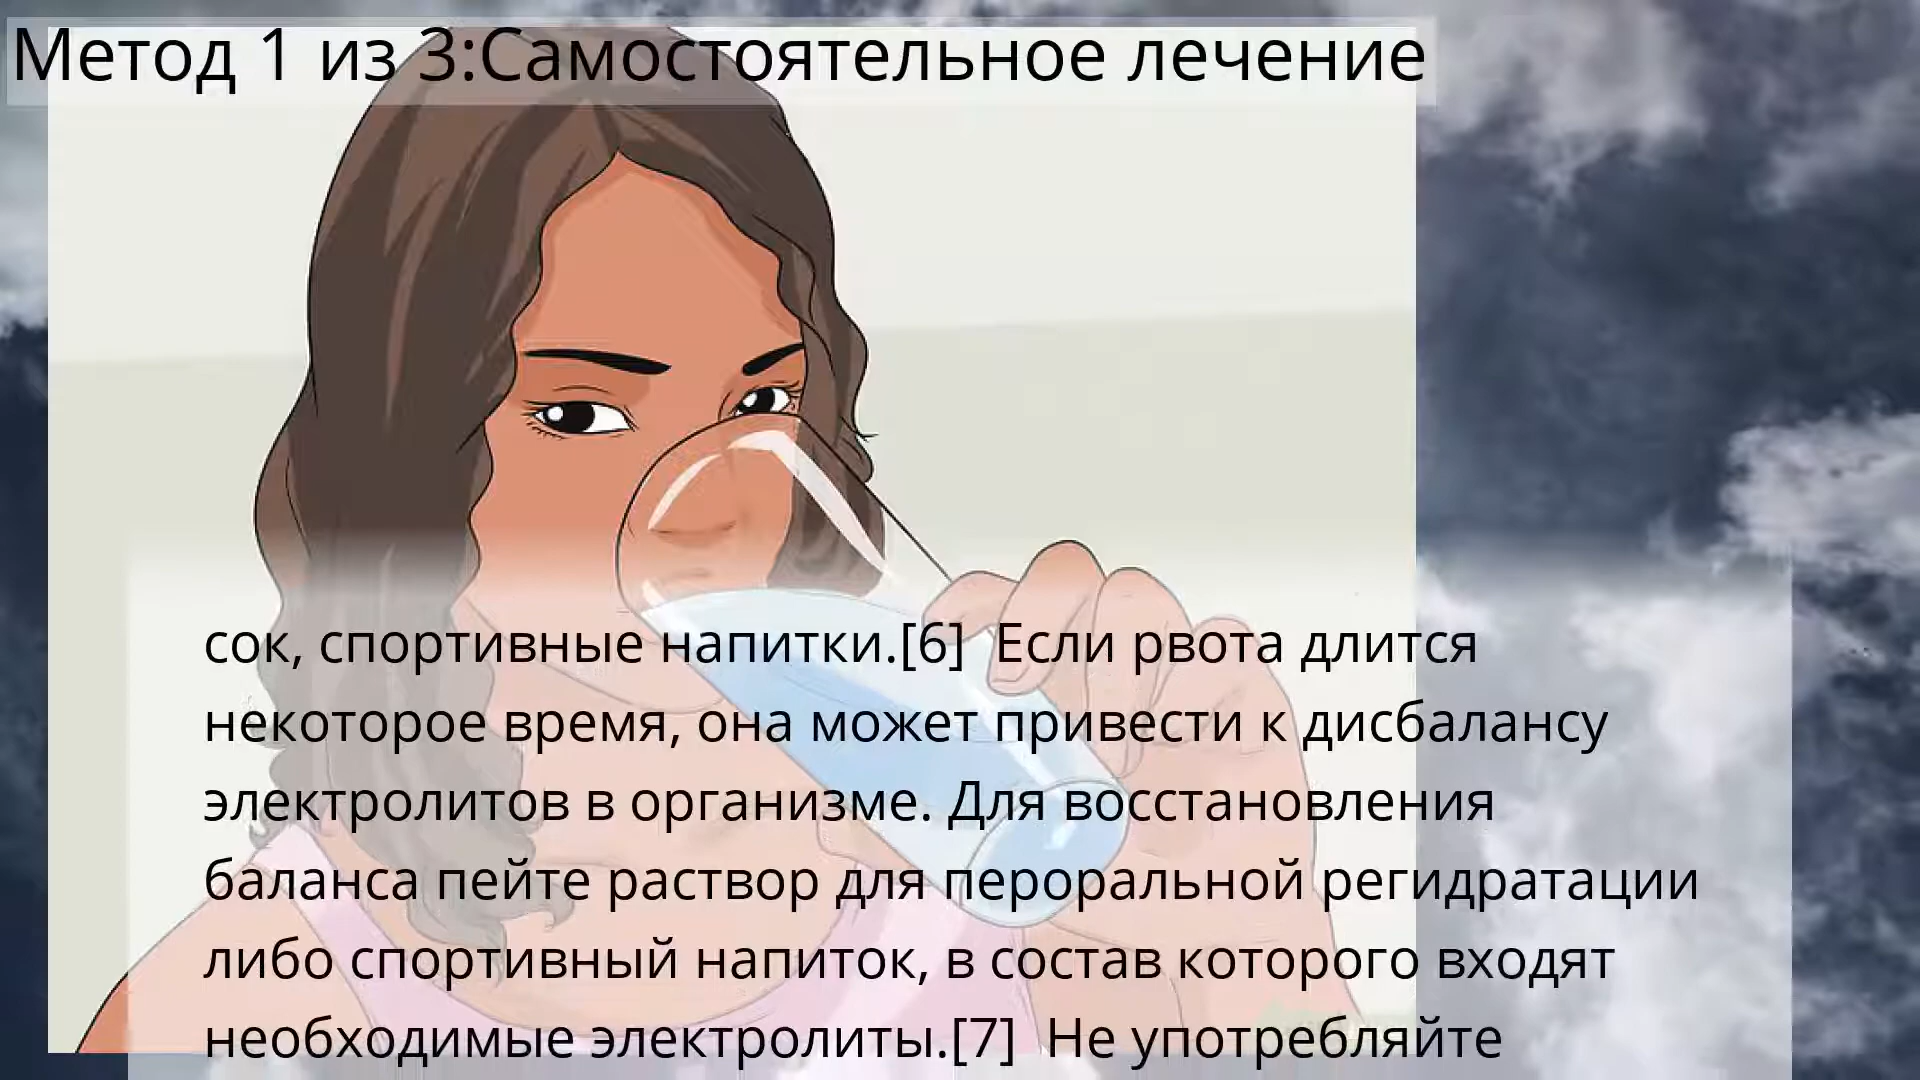 Метод 1 из 3:Самостоятельное лечение
сок, спортивные напитки.[6]  Если рвота длится
некоторое время, она может привести к дисбалансу
электролитов в организме. Для восстановления
баланса пейте раствор для пероральной регидратации
либо спортивный напиток, в состав которого входят
необходимые электролиты.[7]  Не употребляйте